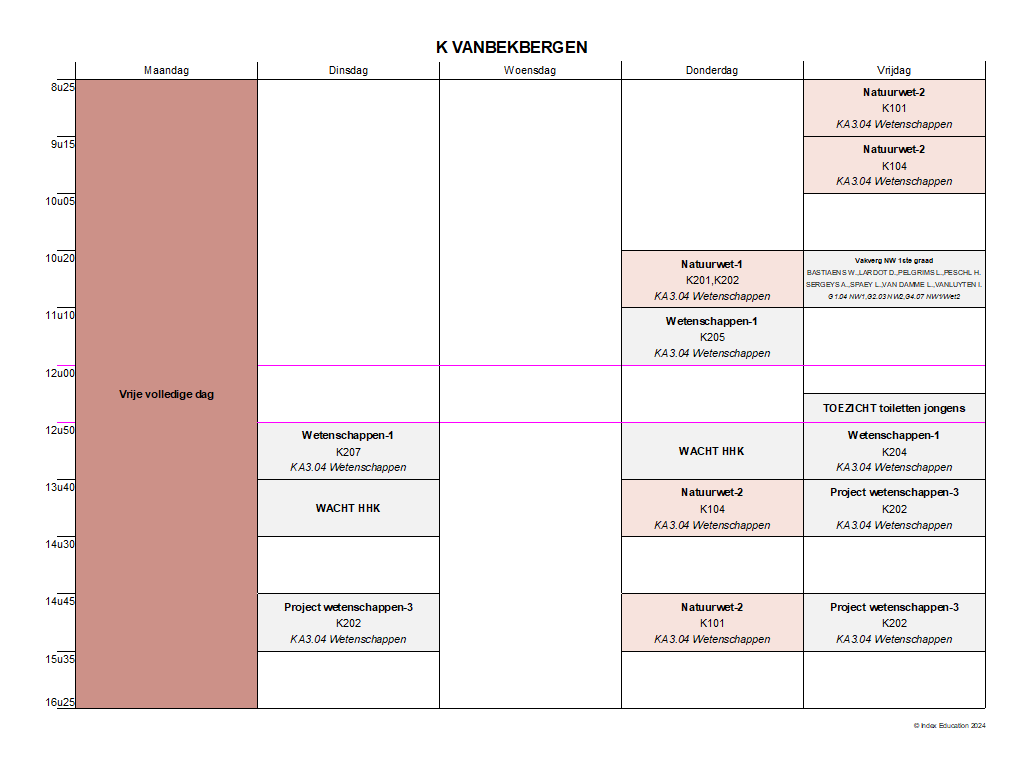 K VANBEKBERGEN
Maandag
Dinsdag
Woensdag
Donderdag
Vrijdag
8u25
9u15
10u05
10u20
11u10
12u00
12u50
13u40
14u30
14u45
15u35
16u25
Vrije volledige dag
Wetenschappen-1
K207
KA3.04 Wetenschappen
WACHT HHK
Project wetenschappen-3
K202
KA3.04 Wetenschappen
Natuurwet-1
K201,K202
KA3.04 Wetenschappen
Wetenschappen-1
K205
KA3.04 Wetenschappen
WACHT HHK
Natuurwet-2
K104
KA3.04 Wetenschappen
Natuurwet-2
K101
KA3.04 Wetenschappen
Natuurwet-2
K101
KA3.04 Wetenschappen
Natuurwet-2
K104
KA3.04 Wetenschappen
Vakverg NW 1ste graad
BASTIAENS W.,LARDOT D.,PELGRIMS L.,PESCHL H.
SERGEYS A.,SPAEY L.,VAN DAMME L.,VANLUYTEN I.
G1.04 NW1,G2.03 NW2,G4.07 NW1/Wet2
TOEZICHT toiletten jongens
Wetenschappen-1
K204
KA3.04 Wetenschappen
Project wetenschappen-3
K202
KA3.04 Wetenschappen
Project wetenschappen-3
K202
KA3.04 Wetenschappen
© Index Education 2024